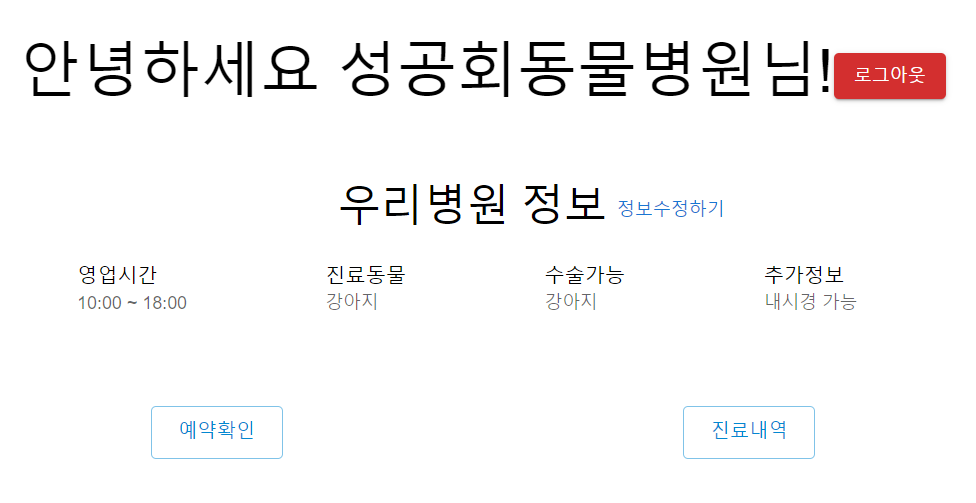 안녕하세요 성공회동물병원님! 로그아웃
우리병원 정보 정보수정하기
영업시간 진료동물 수술가능 추가정보
10:00 ~ 18:00 강아지 강아지 내시경 가능
예약확인 진료내역